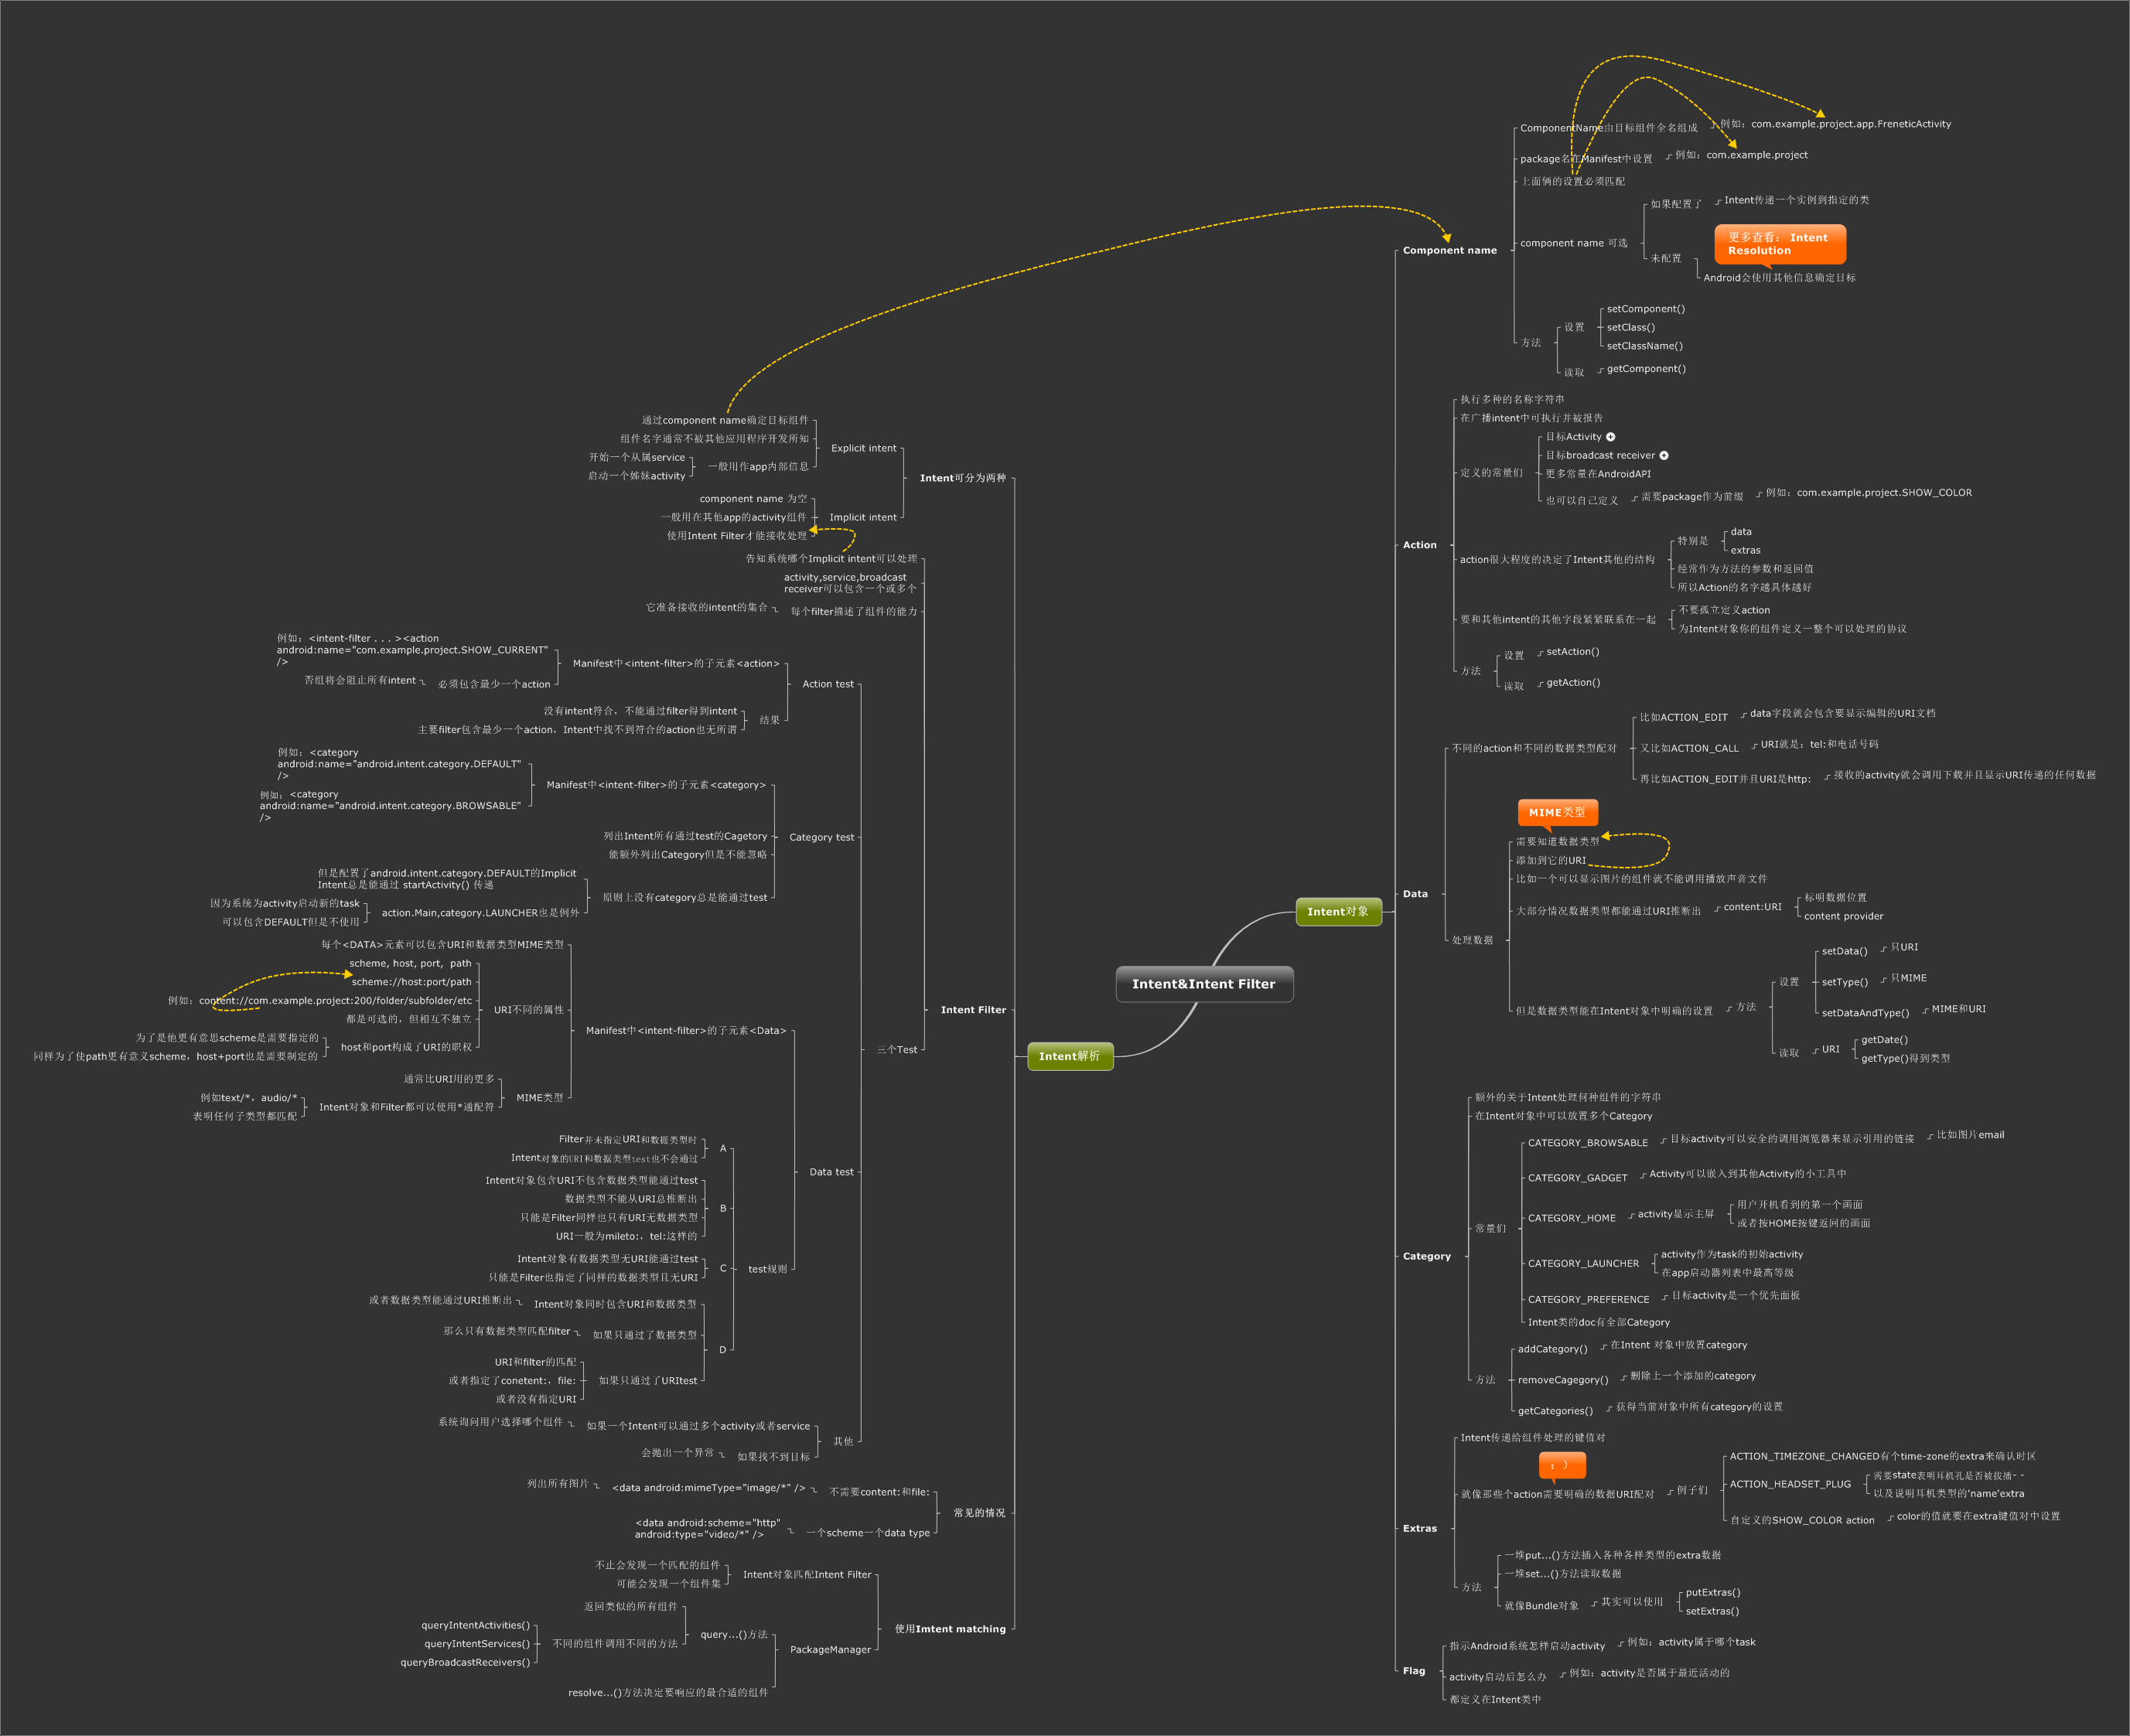 Intent&Intent Filter
Intent对象
Component name
ComponentName由目标组件全名组成
例如：com.example.project.app.FreneticActivity
package名在Manifest中设置
例如：com.example.project
上面俩的设置必须匹配
component name 可选
如果配置了
Intent传递一个实例到指定的类
未配置
更多查看： Intent
Resolution
Android会使用其他信息确定目标
方法
设置
setComponent()
setClass()
setClassName()
读取
getComponent()
Action
执行多种的名称字符串
在广播intent中可执行并被报告
定义的常量们
目标Activity
目标broadcast receiver
更多常量在AndroidAPI
也可以自己定义
需要package作为前缀
例如：com.example.project.SHOW_COLOR
action很大程度的决定了Intent其他的结构
特别是
data
extras
经常作为方法的参数和返回值
所以Action的名字越具体越好
要和其他intent的其他字段紧紧联系在一起
不要孤立定义action
为Intent对象你的组件定义一整个可以处理的协议
方法
设置
setAction()
读取
getAction()
Data
不同的action和不同的数据类型配对
比如ACTION_EDIT
data字段就会包含要显示编辑的URI文档
又比如ACTION_CALL
URI就是：tel:和电话号码
再比如ACTION_EDIT并且URI是http:
接收的activity就会调用下载并且显示URI传递的任何数据
处理数据
MIME类型
需要知道数据类型
添加到它的URI
比如一个可以显示图片的组件就不能调用播放声音文件
大部分情况数据类型都能通过URI推断出
content:URI
标明数据位置
content provider
但是数据类型能在Intent对象中明确的设置
方法
设置
setData()
只URI
setType()
只MIME
setDataAndType()
MIME和URI
读取
URI
getDate()
getType()得到类型
Category
额外的关于Intent处理何种组件的字符串
在Intent对象中可以放置多个Category
常量们
CATEGORY_BROWSABLE
目标activity可以安全的调用浏览器来显示引用的链接
比如图片email
CATEGORY_GADGET
Activity可以嵌入到其他Activity的小工具中
CATEGORY_HOME
activity显示主屏
用户开机看到的第一个画面
或者按HOME按键返回的画面
CATEGORY_LAUNCHER
activity作为task的初始activity
在app启动器列表中最高等级
CATEGORY_PREFERENCE
目标activity是一个优先面板
Intent类的doc有全部Category
方法
addCategory()
在Intent 对象中放置category
removeCagegory()
删除上一个添加的category
getCategories()
获得当前对象中所有category的设置
Extras
Intent传递给组件处理的键值对
：）
就像那些个action需要明确的数据URI配对
例子们
ACTION_TIMEZONE_CHANGED有个time-zone的extra来确认时区
ACTION_HEADSET_PLUG
需要state表明耳机孔是否被拔插- -
以及说明耳机类型的'name'extra
自定义的SHOW_COLOR action
color的值就要在extra键值对中设置
方法
一堆put...()方法插入各种各样类型的extra数据
一堆set...()方法读取数据
就像Bundle对象
其实可以使用
putExtras()
setExtras()
Flag
指示Android系统怎样启动activity
例如：activity属于哪个task
activity启动后怎么办
例如：activity是否属于最近活动的
都定义在Intent类中
Intent解析
Intent可分为两种
Explicit intent
通过component name确定目标组件
组件名字通常不被其他应用程序开发所知
一般用作app内部信息
开始一个从属service
启动一个姊妹activity
Implicit intent
component name 为空
一般用在其他app的activity组件
使用Intent Filter才能接收处理
Intent Filter
告知系统哪个Implicit intent可以处理
activity,service,broadcast
receiver可以包含一个或多个
每个filter描述了组件的能力
它准备接收的intent的集合
三个Test
Action test
Manifest中<intent-filter>的子元素<action>
例如：<intent-filter . . . ><action
android:name="com.example.project.SHOW_CURRENT"
/>
必须包含最少一个action
否组将会阻止所有intent
结果
没有intent符合，不能通过filter得到intent
主要filter包含最少一个action，Intent中找不到符合的action也无所谓
Category test
Manifest中<intent-filter>的子元素<category>
例如：<category
android:name="android.intent.category.DEFAULT"
/>
例如：<category
android:name="android.intent.category.BROWSABLE"
/>
列出Intent所有通过test的Cagetory
能额外列出Category但是不能忽略
原则上没有category总是能通过test
但是配置了android.intent.category.DEFAULT的Implicit
Intent总是能通过 startActivity() 传递
action.Main,category.LAUNCHER也是例外
因为系统为activity启动新的task
可以包含DEFAULT但是不使用
Data test
Manifest中<intent-filter>的子元素<Data>
每个<DATA>元素可以包含URI和数据类型MIME类型
URI不同的属性
scheme, host, port,  path
scheme://host:port/path
例如：content://com.example.project:200/folder/subfolder/etc
都是可选的，但相互不独立
host和port构成了URI的职权
为了是他更有意思scheme是需要指定的
同样为了使path更有意义scheme，host+port也是需要制定的
MIME类型
通常比URI用的更多
Intent对象和Filter都可以使用*通配符
例如text/*，audio/*
表明任何子类型都匹配
test规则
A
Filter并未指定URI和数据类型时
Intent对象的URI和数据类型test也不会通过
B
Intent对象包含URI不包含数据类型能通过test
数据类型不能从URI总推断出
只能是Filter同样也只有URI无数据类型
URI一般为mileto:，tel:这样的
C
Intent对象有数据类型无URI能通过test
只能是Filter也指定了同样的数据类型且无URI
D
Intent对象同时包含URI和数据类型
或者数据类型能通过URI推断出
如果只通过了数据类型
那么只有数据类型匹配filter
如果只通过了URItest
URI和filter的匹配
或者指定了conetent:，file:
或者没有指定URI
其他
如果一个Intent可以通过多个activity或者service
系统询问用户选择哪个组件
如果找不到目标
会抛出一个异常
常见的情况
不需要content:和file:
<data android:mimeType="image/*" />
列出所有图片
一个scheme一个data type
<data android:scheme="http"
android:type="video/*" />
使用Imtent matching
Intent对象匹配Intent Filter
不止会发现一个匹配的组件
可能会发现一个组件集
PackageManager
query...()方法
返回类似的所有组件
不同的组件调用不同的方法
queryIntentActivities()
queryIntentServices()
queryBroadcastReceivers()
resolve...()方法决定要响应的最合适的组件